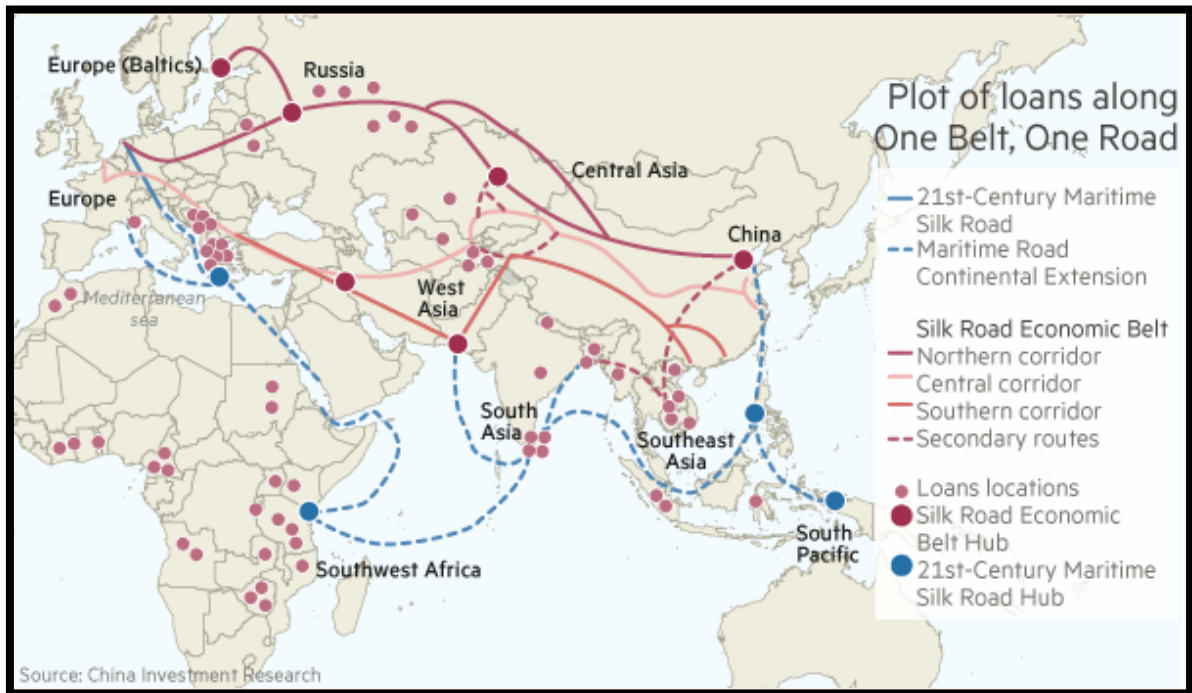 Plot of loans along
One Belt, One Road
21st-Century Maritime
Silk Road
Maritime Road
Continental Extension
Silk Road Economic Belt
Northern corridor
Central corridor
Southern corridor
Secondary routes
Loans locations
Silk Road Economic
Belt Hub
21st-Century Maritime
Silk Road Hub
Europe (Baltics)
Russia
Central Asia
Europe
China
West
Asia
Mediterranean
sea
South
Asia
Southeast
Asia
South
Pacific
Southwest Africa
Source: China Investment Research